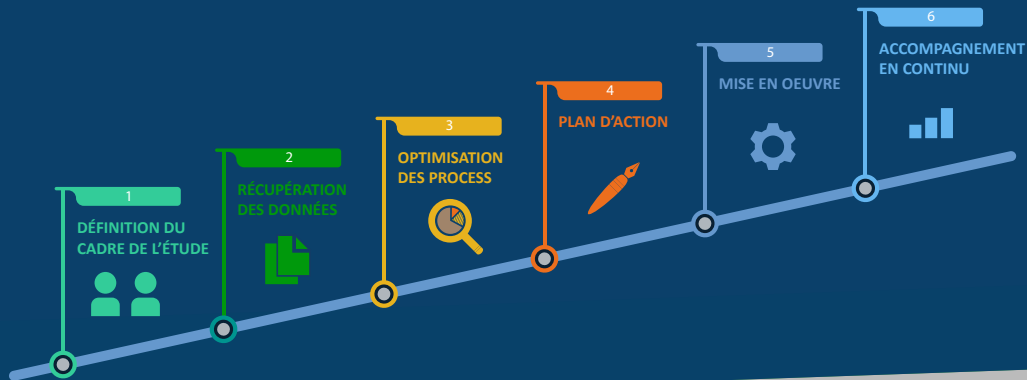 1
DÉFINITION DU
CADRE DE L'ÉTUDE
2
RÉCUPÉRATION
DES DONNÉES
3
OPTIMISATION
DES PROCESS
4
PLAN D'ACTION
5
MISE EN OEUVRE
6
ACCOMPAGNEMENT
EN CONTINU